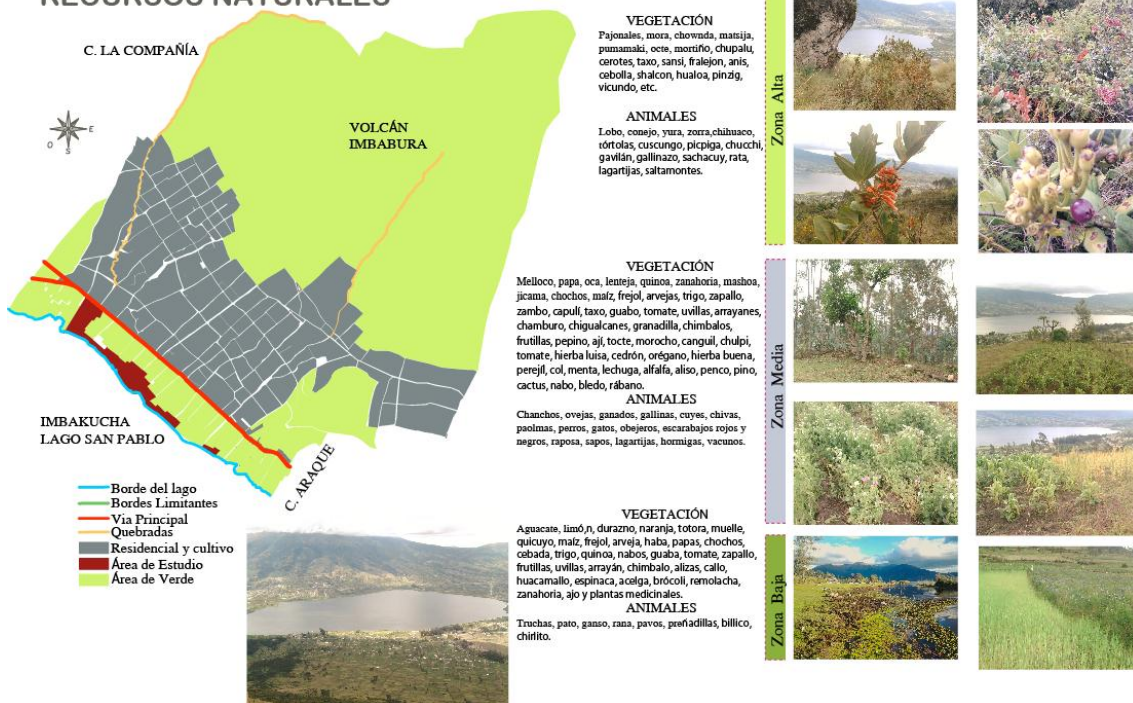 RECURSOS NATURALES
C. LA COMPAÑÍA
E
O
S
VOLCÁN
IMBABURA
IMBAKUCHA
LAGO SAN PABLO
C. ARAQUE
Borde del lago
Bordes Limitantes
Via Principal
Quebradas
Residencial y cultivo
Área de Estudio
Área de Verde
VEGETACIÓN
Pajonales, mora, chownda, matsija,
pumamaki, octe, mortiño, chupalu,
cerotes, taxo, sansi, fralejon, anis,
cebolla, shalcon, hualoa, pinzig,
vicundo, etc.
ANIMALES
Lobo, conejo, yura, zorra,chihuaco,
tórtolas, cuscungo, picpiga, chucchi,
gavilán, gallinazo, sachacuy, rata,
lagartijas, saltamontes.
Zona Alta
VEGETACIÓN
Melloco, papa, oca, lenteja, quinoa, zanahoria, mashoa,
jicama, chochos, maíz, frejol, arvejas, trigo, zapallo,
zambo, capulí, taxo, guabo, tomate, uvillas, arrayanes,
chamburo, chigualcanes, granadilla, chimbalos,
frutillas, pepino, ají, tocte, morocho, canguil, chulpi,
tomate, hierba luisa, cedrón, orégano, hierba buena,
perejil, col, menta, lechuga, alfalfa, aliso, penco, pino,
cactus, nabo, bledo, rábano.
ANIMALES
Chanchos, ovejas, ganados, gallinas, cuyes, chivas,
paolmas, perros, gatos, obejeros, escarabajos rojos y
negros, raposa, sapos, lagartijas, hormigas, vacunos.
Zona Media
VEGETACIÓN
Aguacate, limó,n, durazno, naranja, totora, muelle,
quicuyo, maíz, frejol, arveja, haba, papas, chochos,
cebada, trigo, quinoa, nabos, guaba, tomate, zapallo,
frutillas, uvillas, arrayán, chimbalo, alizas, callo,
huacamallo, espinaca, acelga, brócoli, remolacha,
zanahoria, ajo y plantas medicinales.
ANIMALES
Truchas, pato, ganso, rana, pavos, preñadillas, billico,
chirlito.
Zona Baja